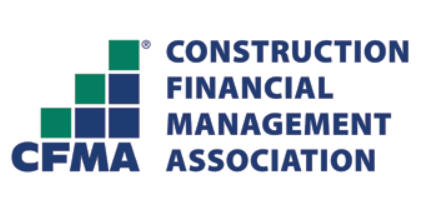 CFMA®
CONSTRUCTION
FINANCIAL
MANAGEMENT
ASSOCIATION